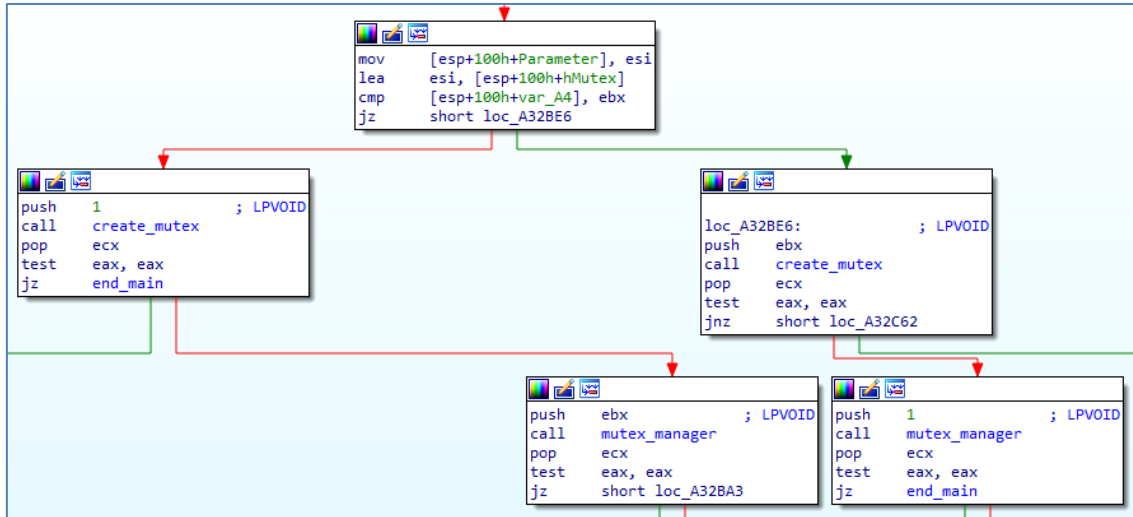 mov [esp+100h+Parameter], esi
lea esi, [esp+100h+hMutex]
cmp [esp+100h+var_A4], ebx
jz short loc_A32BE6
push 1 ; LPVOID
call create_mutex
pop ecx
test eax, eax
jz end_main
loc_A32BE6: ; LPVOID
push ebx
call create_mutex
pop ecx
test eax, eax
jnz short loc_A32C62
push ebx ; LPVOID
call mutex_manager
pop ecx
test eax, eax
jz short loc_A32BA3
push 1 ; LPVOID
call mutex_manager
pop ecx
test eax, eax
jz end_main